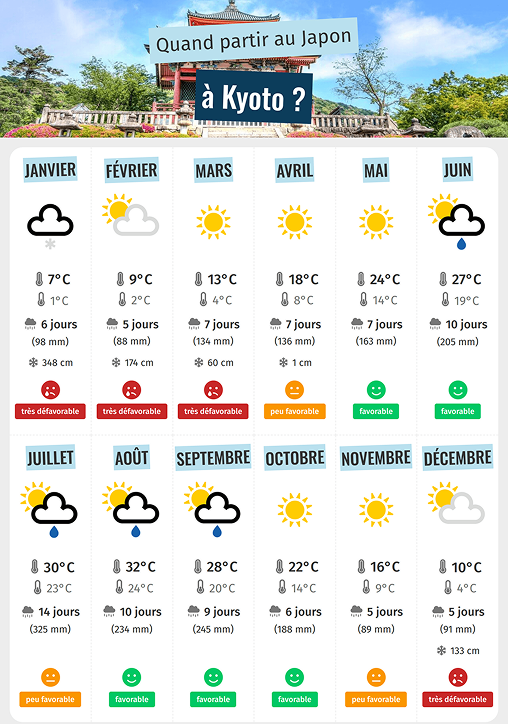 Quand partir au Japon
à Kyoto ?
JANVIER FÉVRIER MARS AVRIL MAI JUIN
7°C 9°C 13°C 18°C 24°C 27°C
1°C 2°C 4°C 8°C 14°C 19°C
6 jours 5 jours 7 jours 7 jours 7 jours 10 jours
(98 mm) (88 mm) (134 mm) (136 mm) (163 mm) (205 mm)
348 cm 174 cm 60 cm 1 cm
très défavorable très défavorable très défavorable peu favorable favorable favorable
JUILLET AOÛT SEPTEMBRE OCTOBRE NOVEMBRE DÉCEMBRE
30°C 32°C 28°C 22°C 16°C 10°C
23°C 24°C 20°C 14°C 9°C 4°C
14 jours 10 jours 9 jours 6 jours 5 jours 5 jours
(325 mm) (234 mm) (245 mm) (188 mm) (89 mm) (91 mm)
133 cm
peu favorable favorable favorable favorable peu favorable très défavorable